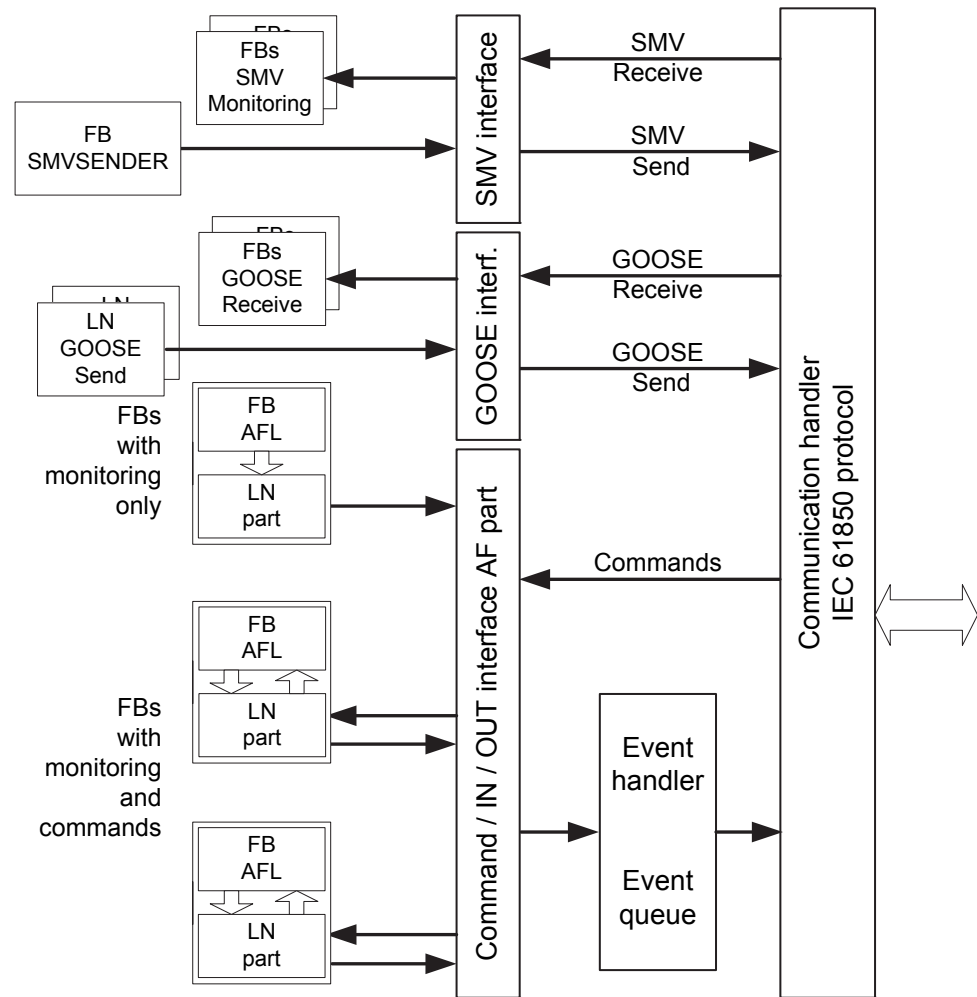 FBs
FBs
SMV
Monitoring
FB
SMVSENDER
SMV interface
SMV
Receive
SMV
Send
FBs
FBs
GOOSE
Receive
LN
LN
GOOSE
Send
GOOSE interf.
GOOSE
Receive
GOOSE
Send
FBs
with
monitoring
only
FB
AFL
LN
part
Command / IN / OUT interface AF part
Commands
Communication handler
IEC 61850 protocol
FBs
with
monitoring
and
commands
FB
AFL
LN
part
FB
AFL
LN
part
Event
handler
Event
queue